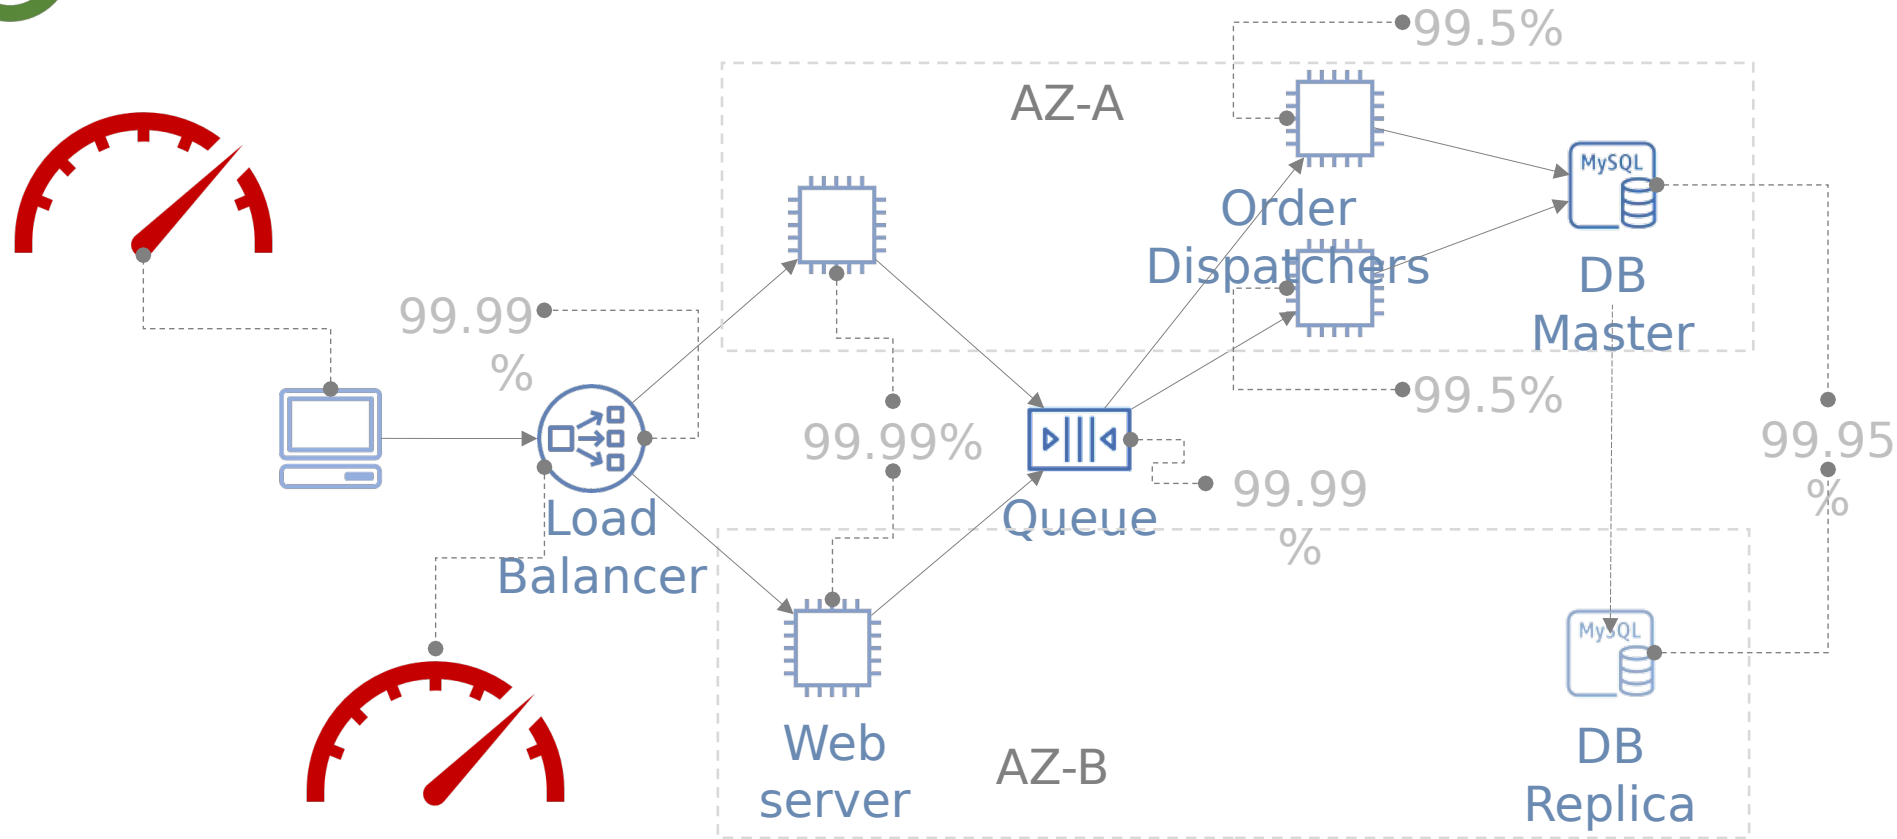 99.5%
AZ-A
MySQL
Order
Dispatchers
DB
Master
99.99
%
99.5%
99.99%
99.95
%
99.99
%
Queue
Load
Balancer
MySQL
Web
server
AZ-B
DB
Replica